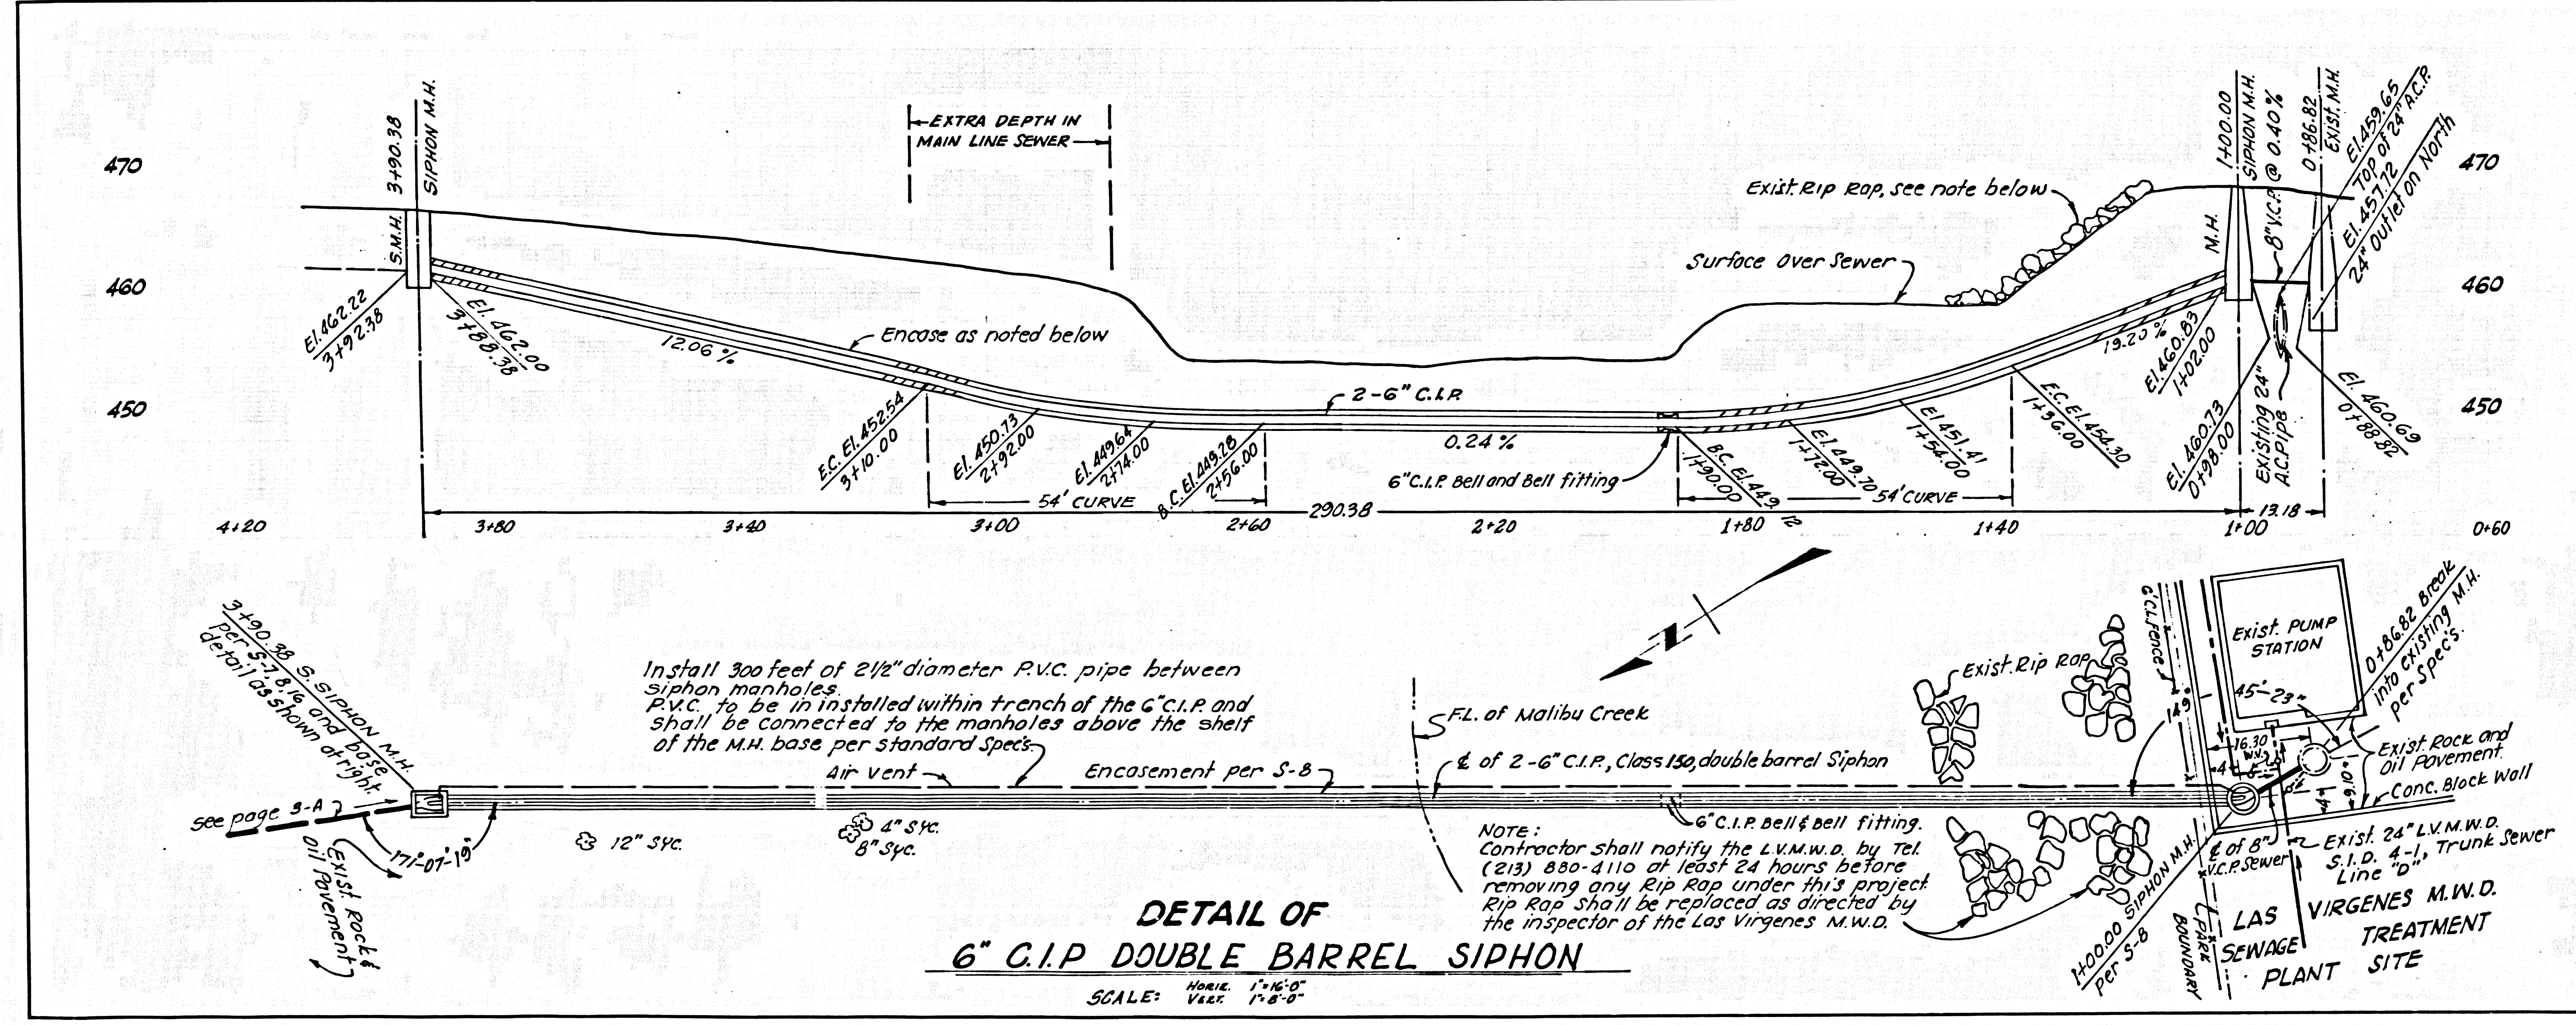 3+90.38
SIPHON M.H.
S.M.H.
EXTRA DEPTH IN
MAIN LINE SEWER
1+00.00
SIPHON M.H.
8" V.C.P. @ 0.40%
0+86.82
Exist. M.H.
El. 459.65
Top of 24" A.C.P.
El. 457.72
24" Outlet on North
470
460
450
470
460
450
Exist. Rip Rap, see note below
Surface Over Sewer
M.H.
El. 462.22
3+92.38
El. 462.00
3+88.38
12.06 %
Encase as noted below
E.C. El. 452.54
3+10.00
El. 450.73
2+92.00
El. 449.64
2+74.00
B.C. El. 449.28
2+56.00
2-6" C.I.P.
0.24 %
6" C.I.P. Bell and Bell fitting
B.C. El. 449.12
1+90.00
El. 449.70
1+72.00
El. 451.41
1+54.00
E.C. El. 454.30
1+36.00
19.20 %
El. 460.83
1+02.00
El. 460.73
0+98.00
Existing 24"
A.C. Pipe
El. 460.69
0+88.82
54' CURVE
54' CURVE
290.38
13.18
4+20
3+80
3+40
3+00
2+60
2+20
1+80
1+40
1+00
0+60
3+90.38 S. SIPHON M.H.
per S-7,8,16 and base
detail as shown at right.
see page 3-A
171°-07'-19"
Exist Rock &
Oil Pavement
Install 300 feet of 2 1/2" diameter P.V.C. pipe between
siphon manholes.
P.V.C. to be in installed within trench of the 6" C.I.P. and
shall be connected to the manholes above the shelf
of the M.H. base per standard Spec's.
Air Vent
Encasement per S-8
12" SYC.
4" SYC.
8" SYC.
N
F.L. of Malibu Creek
℄ of 2-6" C.I.P., Class 150, double barrel Siphon
Exist. Rip Rap
6" C.I.P. Bell & Bell fitting.
NOTE:
Contractor shall notify the L.V.M.W.D. by Tel.
(213) 880-4110 at least 24 hours before
removing any Rip Rap under this project.
Rip Rap shall be replaced as directed by
the inspector of the Las Virgenes M.W.D.
6' C.L. Fence
149°
Exist. PUMP
STATION
45°-23'
0+86.82 Break
into existing M.H.
per Spec's.
16.30
W.V.
Exist. Rock and
Oil Pavement.
Conc. Block Wall
℄ of 8"
V.C.P. Sewer
Exist. 24" L.V.M.W.D.
S.I.D. 4-1, Trunk Sewer
Line "D"
1+00.00 SIPHON M.H.
per S-8
PARK
BOUNDARY
LAS VIRGENES M.W.D.
SEWAGE TREATMENT
PLANT SITE
DETAIL OF
6" C.I.P DOUBLE BARREL SIPHON
SCALE: HORIZ. 1"=16'-0"
VERT. 1"=8'-0"